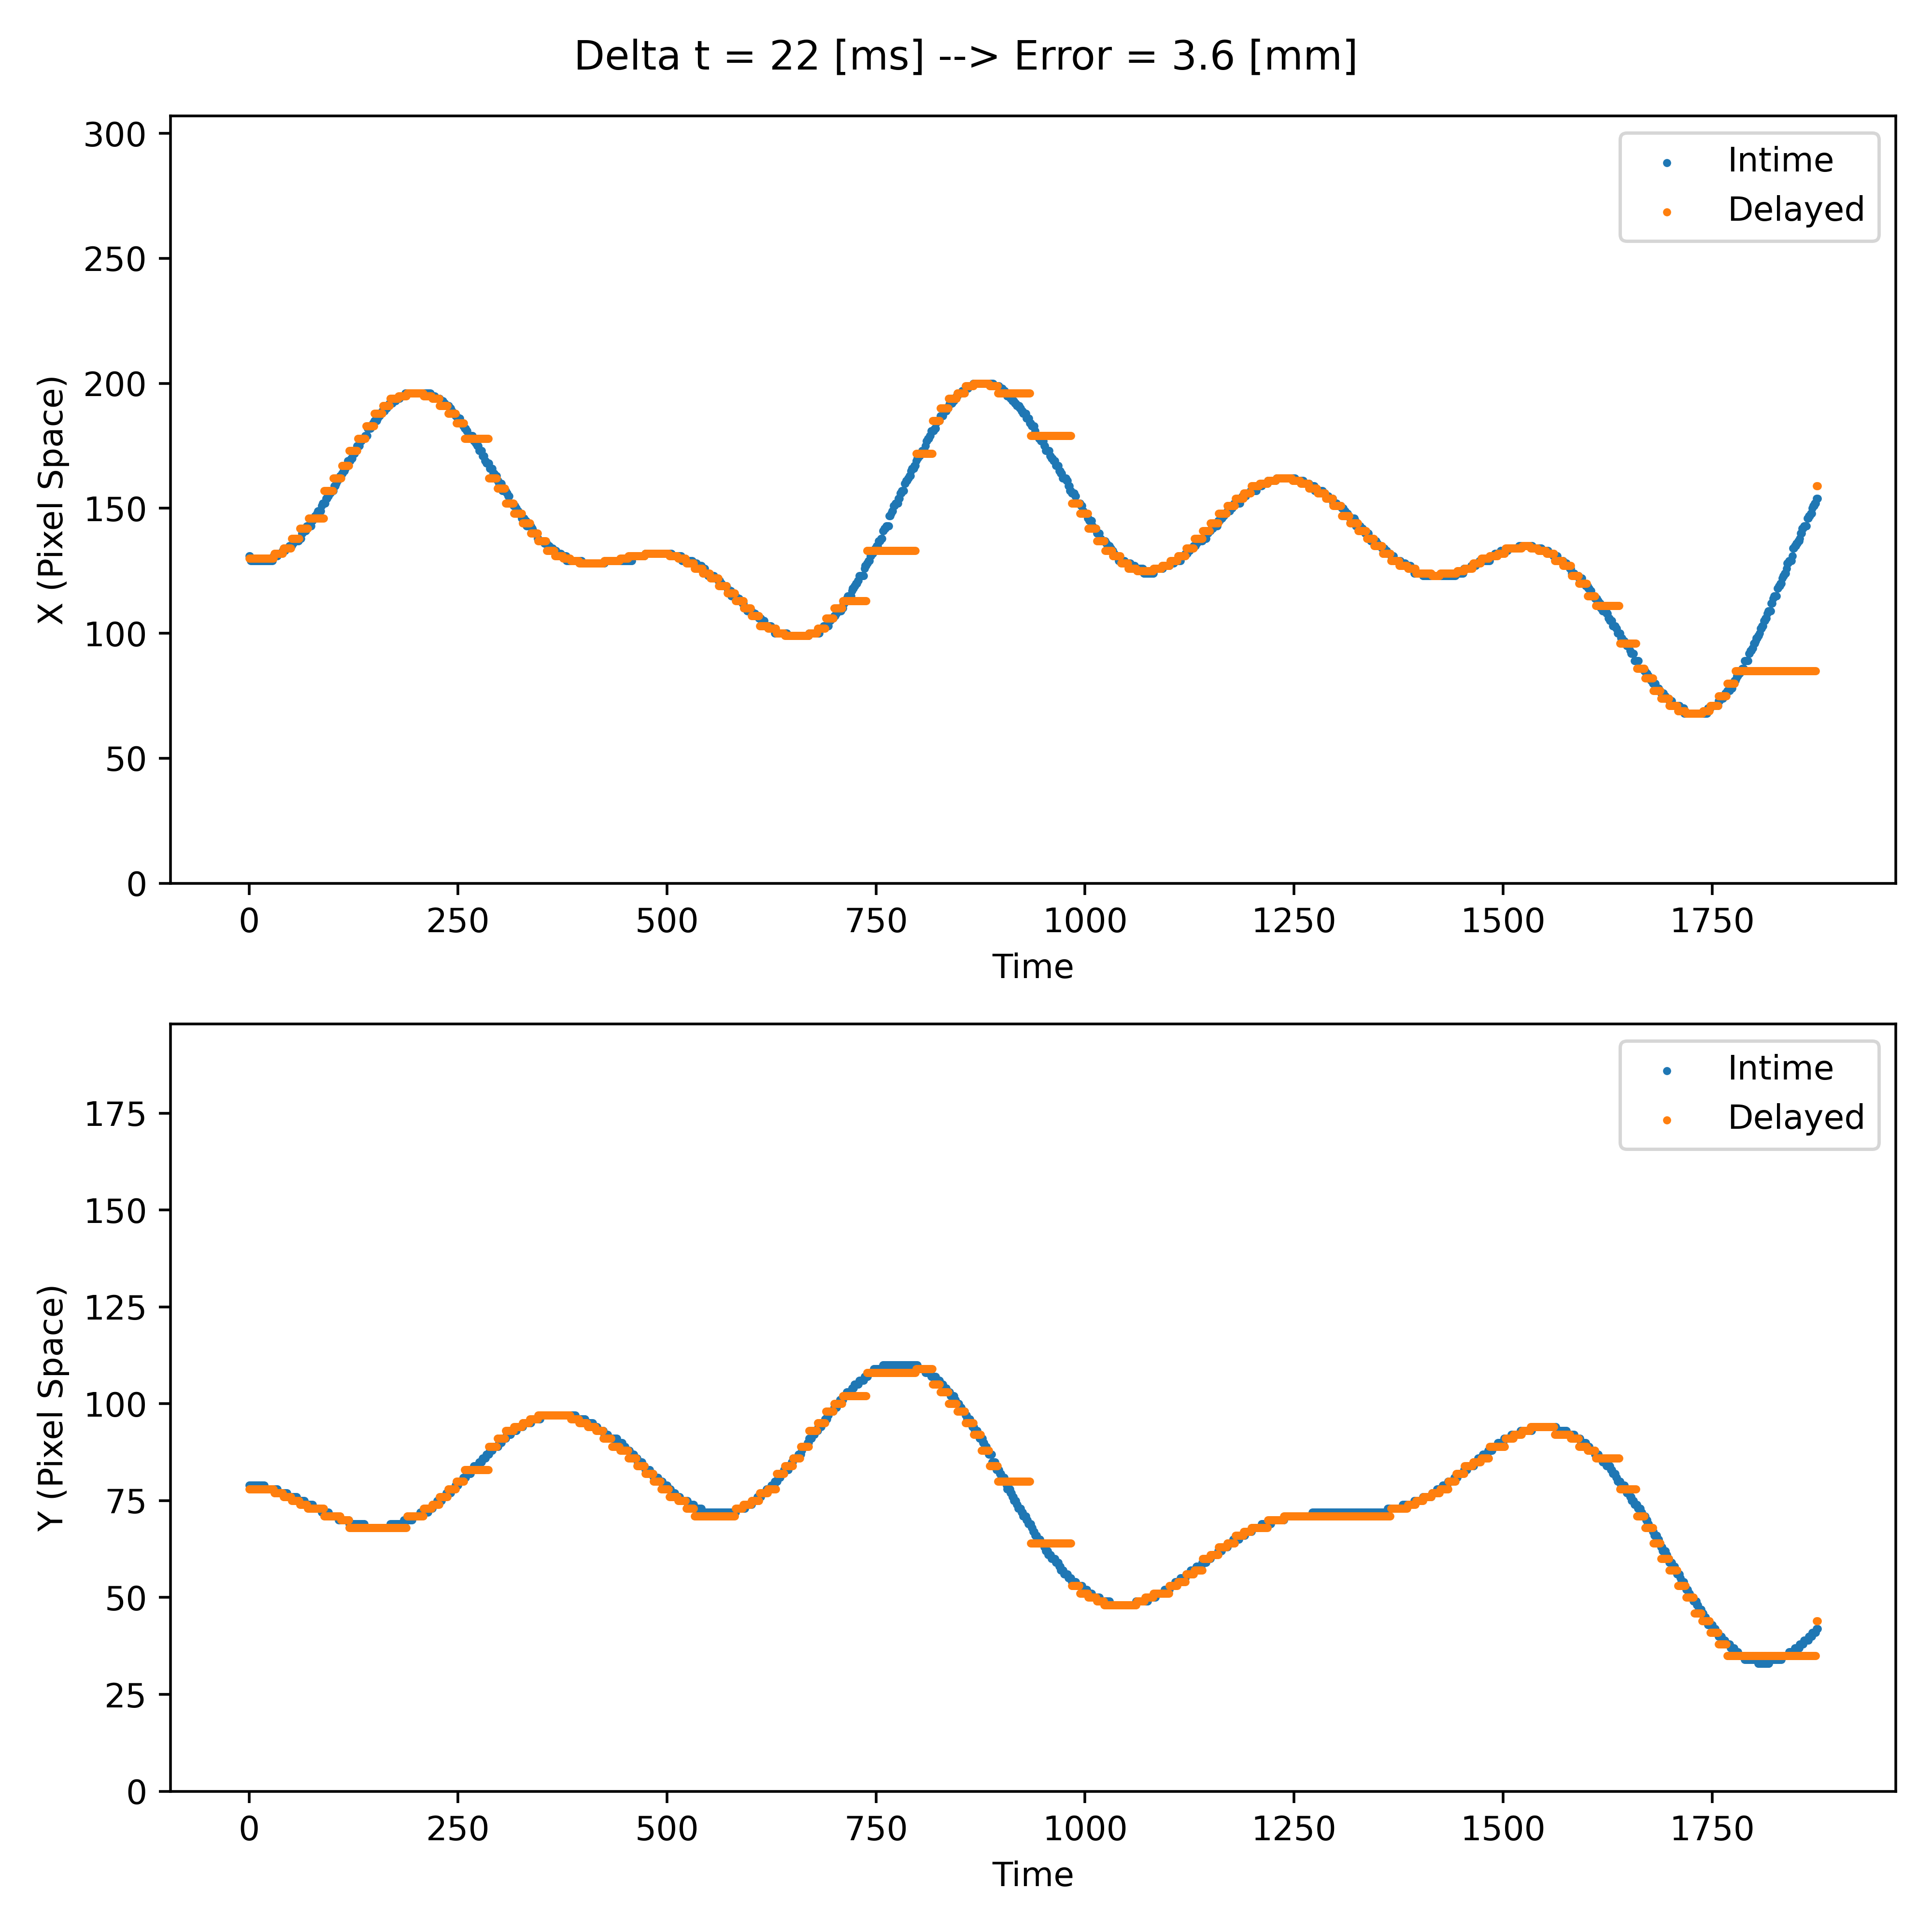 Delta t = 22 [ms] --> Error = 3.6 [mm]
300
250
200
150
100
50
0
X (Pixel Space)
Intime
Delayed
0 250 500 750 1000 1250 1500 1750
Time
175
150
125
100
75
50
25
0
Y (Pixel Space)
Intime
Delayed
0 250 500 750 1000 1250 1500 1750
Time